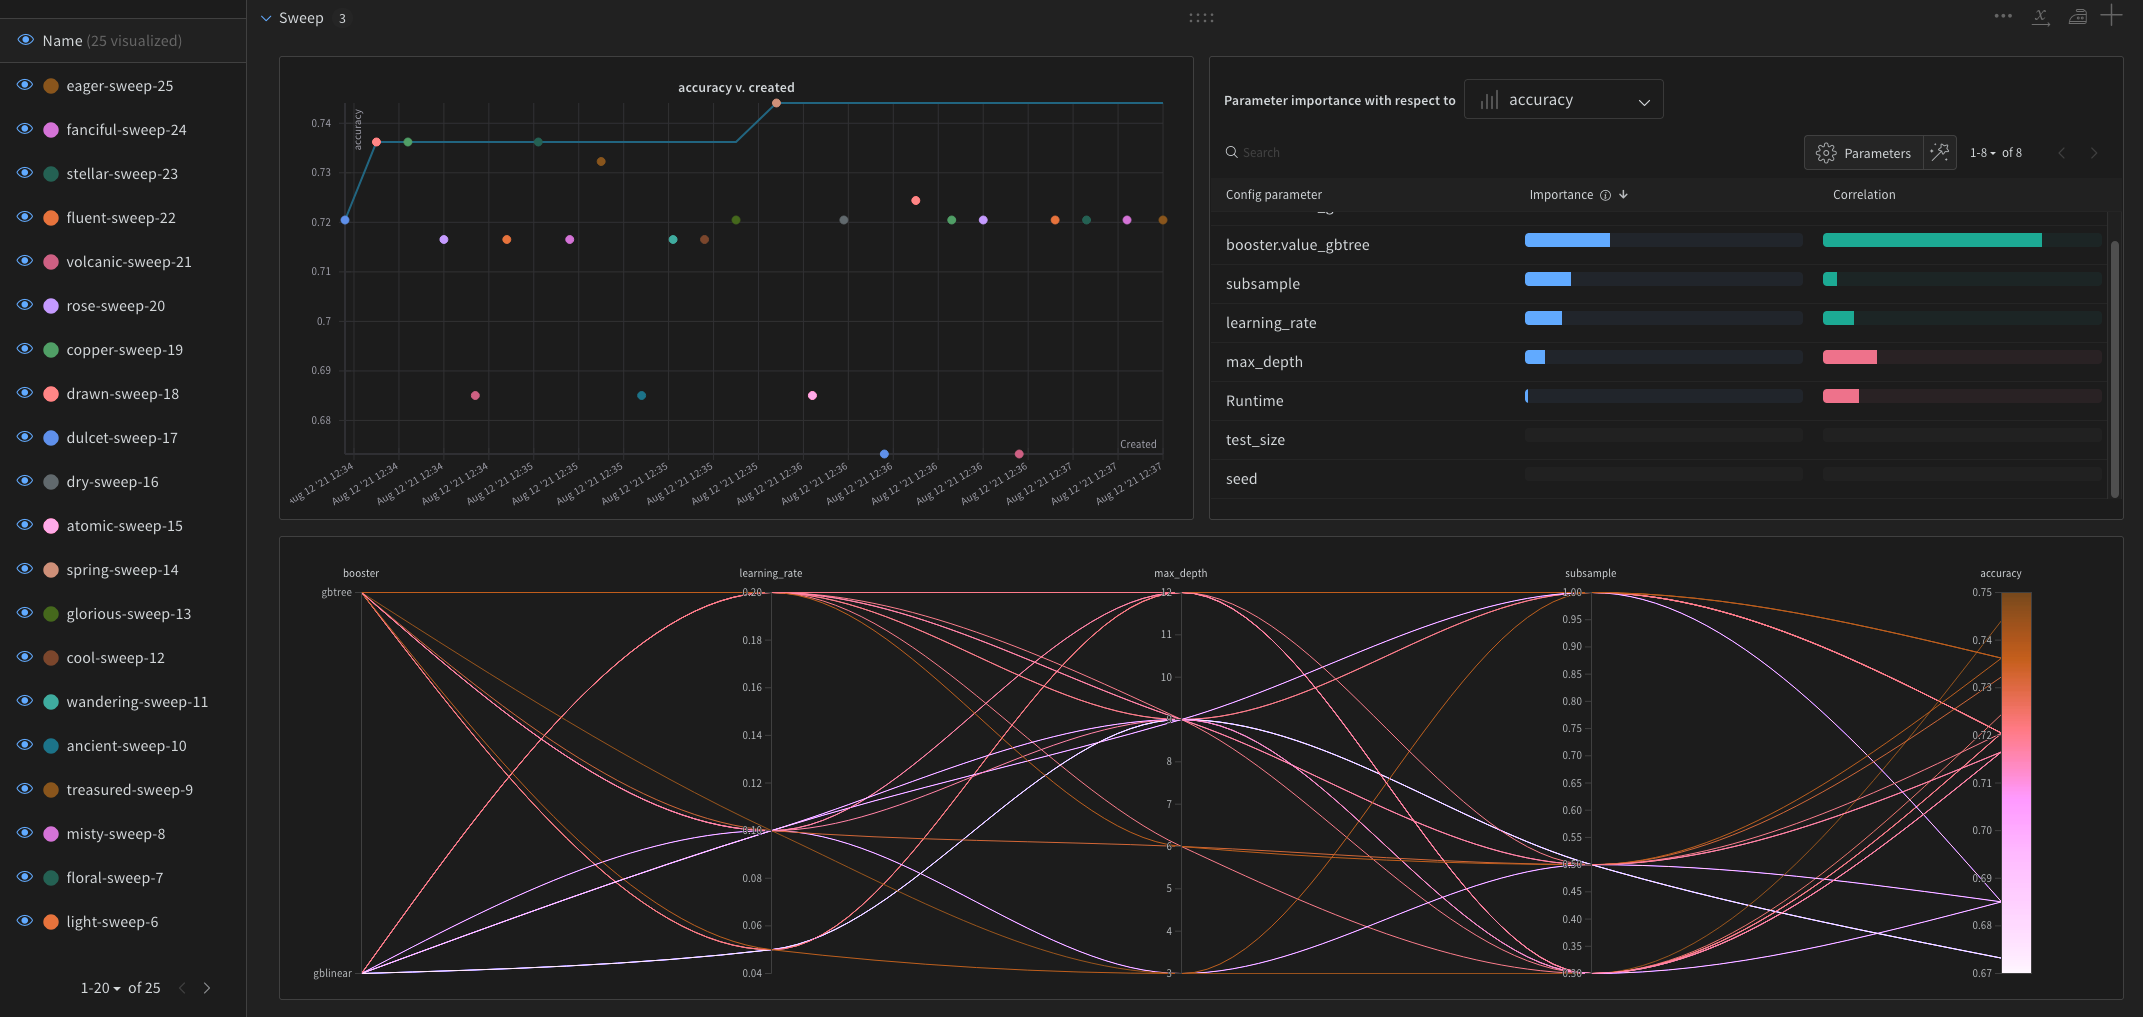 Name (25 visualized)
eager-sweep-25
fanciful-sweep-24
stellar-sweep-23
fluent-sweep-22
volcanic-sweep-21
rose-sweep-20
copper-sweep-19
drawn-sweep-18
dulcet-sweep-17
dry-sweep-16
atomic-sweep-15
spring-sweep-14
glorious-sweep-13
cool-sweep-12
wandering-sweep-11
ancient-sweep-10
treasured-sweep-9
misty-sweep-8
floral-sweep-7
light-sweep-6
1-20 of 25
Sweep 3
accuracy v. created
accuracy
0.74
0.73
0.72
0.71
0.7
0.69
0.68
Created
ug 12 '21 12:34
Aug 12 '21 12:34
Aug 12 '21 12:34
Aug 12 '21 12:34
Aug 12 '21 12:35
Aug 12 '21 12:35
Aug 12 '21 12:35
Aug 12 '21 12:35
Aug 12 '21 12:35
Aug 12 '21 12:35
Aug 12 '21 12:36
Aug 12 '21 12:36
Aug 12 '21 12:36
Aug 12 '21 12:36
Aug 12 '21 12:36
Aug 12 '21 12:36
Aug 12 '21 12:37
Aug 12 '21 12:37
Aug 12 '21 12:37
Parameter importance with respect to accuracy
Search
Parameters
1-8 of 8
Config parameter Importance Correlation
booster.value_gbtree
subsample
learning_rate
max_depth
Runtime
test_size
seed
booster
gbtree
gblinear
learning_rate
0.20
0.18
0.16
0.14
0.12
0.10
0.08
0.06
0.04
max_depth
12
11
10
9
8
7
6
5
4
3
subsample
1.00
0.95
0.90
0.85
0.80
0.75
0.70
0.65
0.60
0.55
0.50
0.45
0.40
0.35
0.30
accuracy
0.75
0.74
0.73
0.72
0.71
0.70
0.69
0.68
0.67